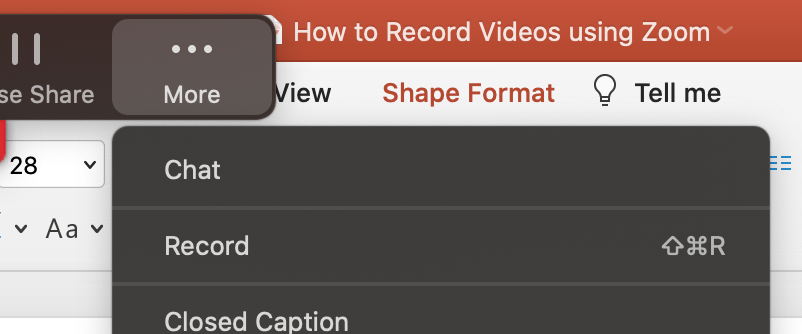 How to Record Videos using Zoom
se Share
More
View
Shape Format
Tell me
28
Chat
Aa
Record ⇧⌘R
Closed Caption